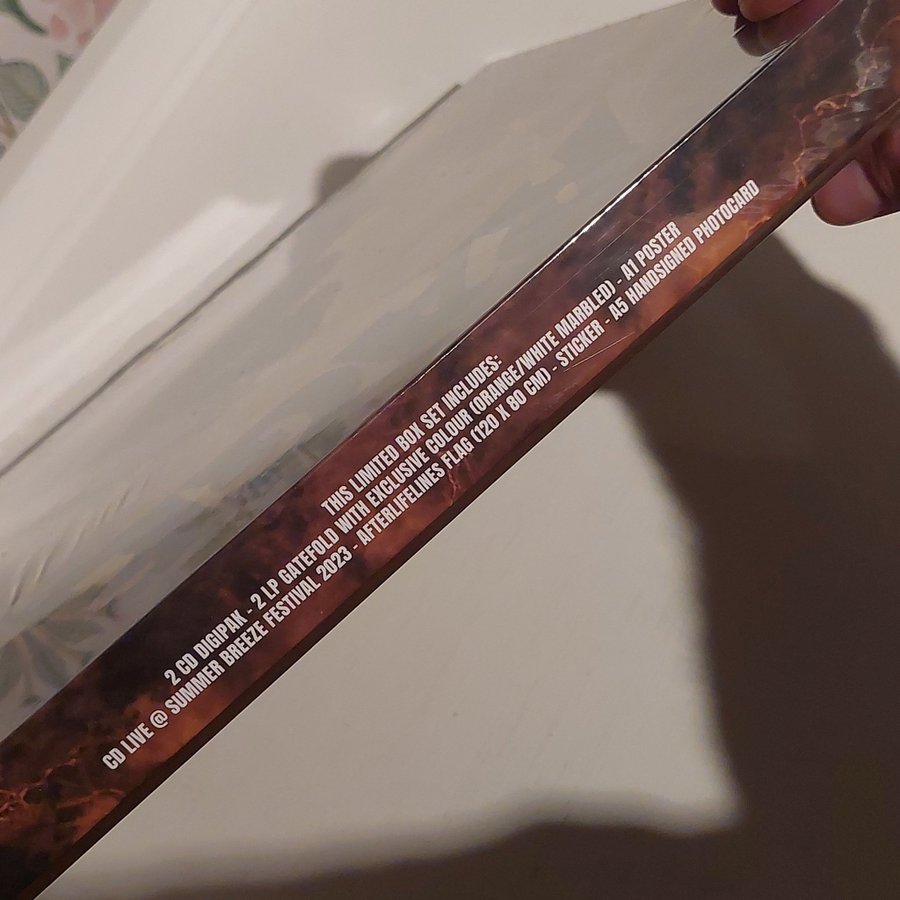 THIS LIMITED BOX SET INCLUDES:
2 CD DIGIPAK - 2 LP GATEFOLD WITH EXCLUSIVE COLOUR (ORANGE/WHITE MARBLED) - A1 POSTER
CD LIVE @ SUMMER BREEZE FESTIVAL 2023 - AFTERLIFELINES FLAG (120 X 80 CM) - STICKER - A5 HANDSIGNED PHOTOCARD